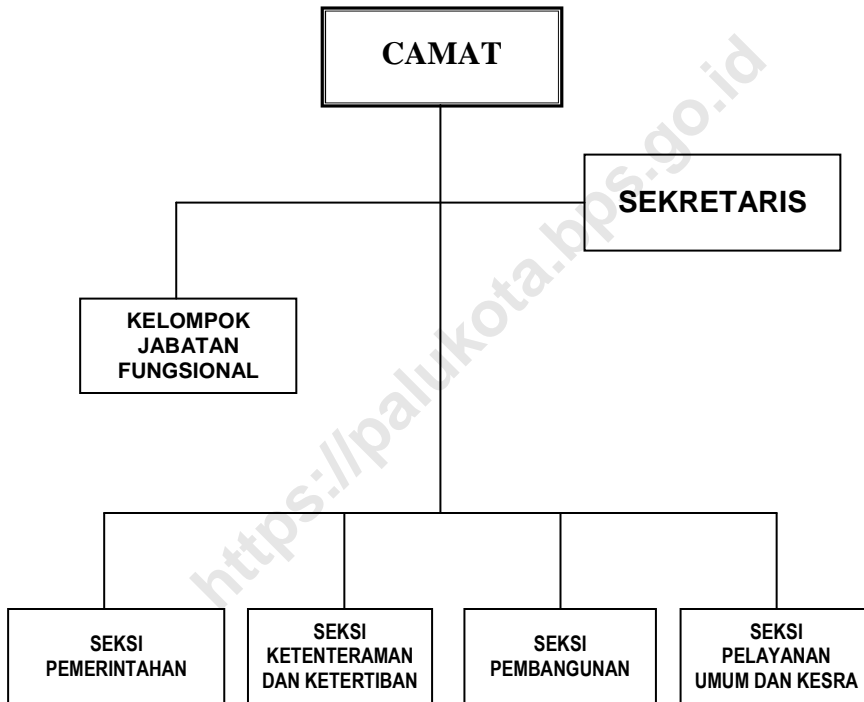 CAMAT
SEKRETARIS
KELOMPOK
JABATAN
FUNGSIONAL
https://palukota.bps.go.id
SEKSI
PEMERINTAHAN
SEKSI
KETENTERAMAN
DAN KETERTIBAN
SEKSI
PEMBANGUNAN
SEKSI
PELAYANAN
UMUM DAN KESRA